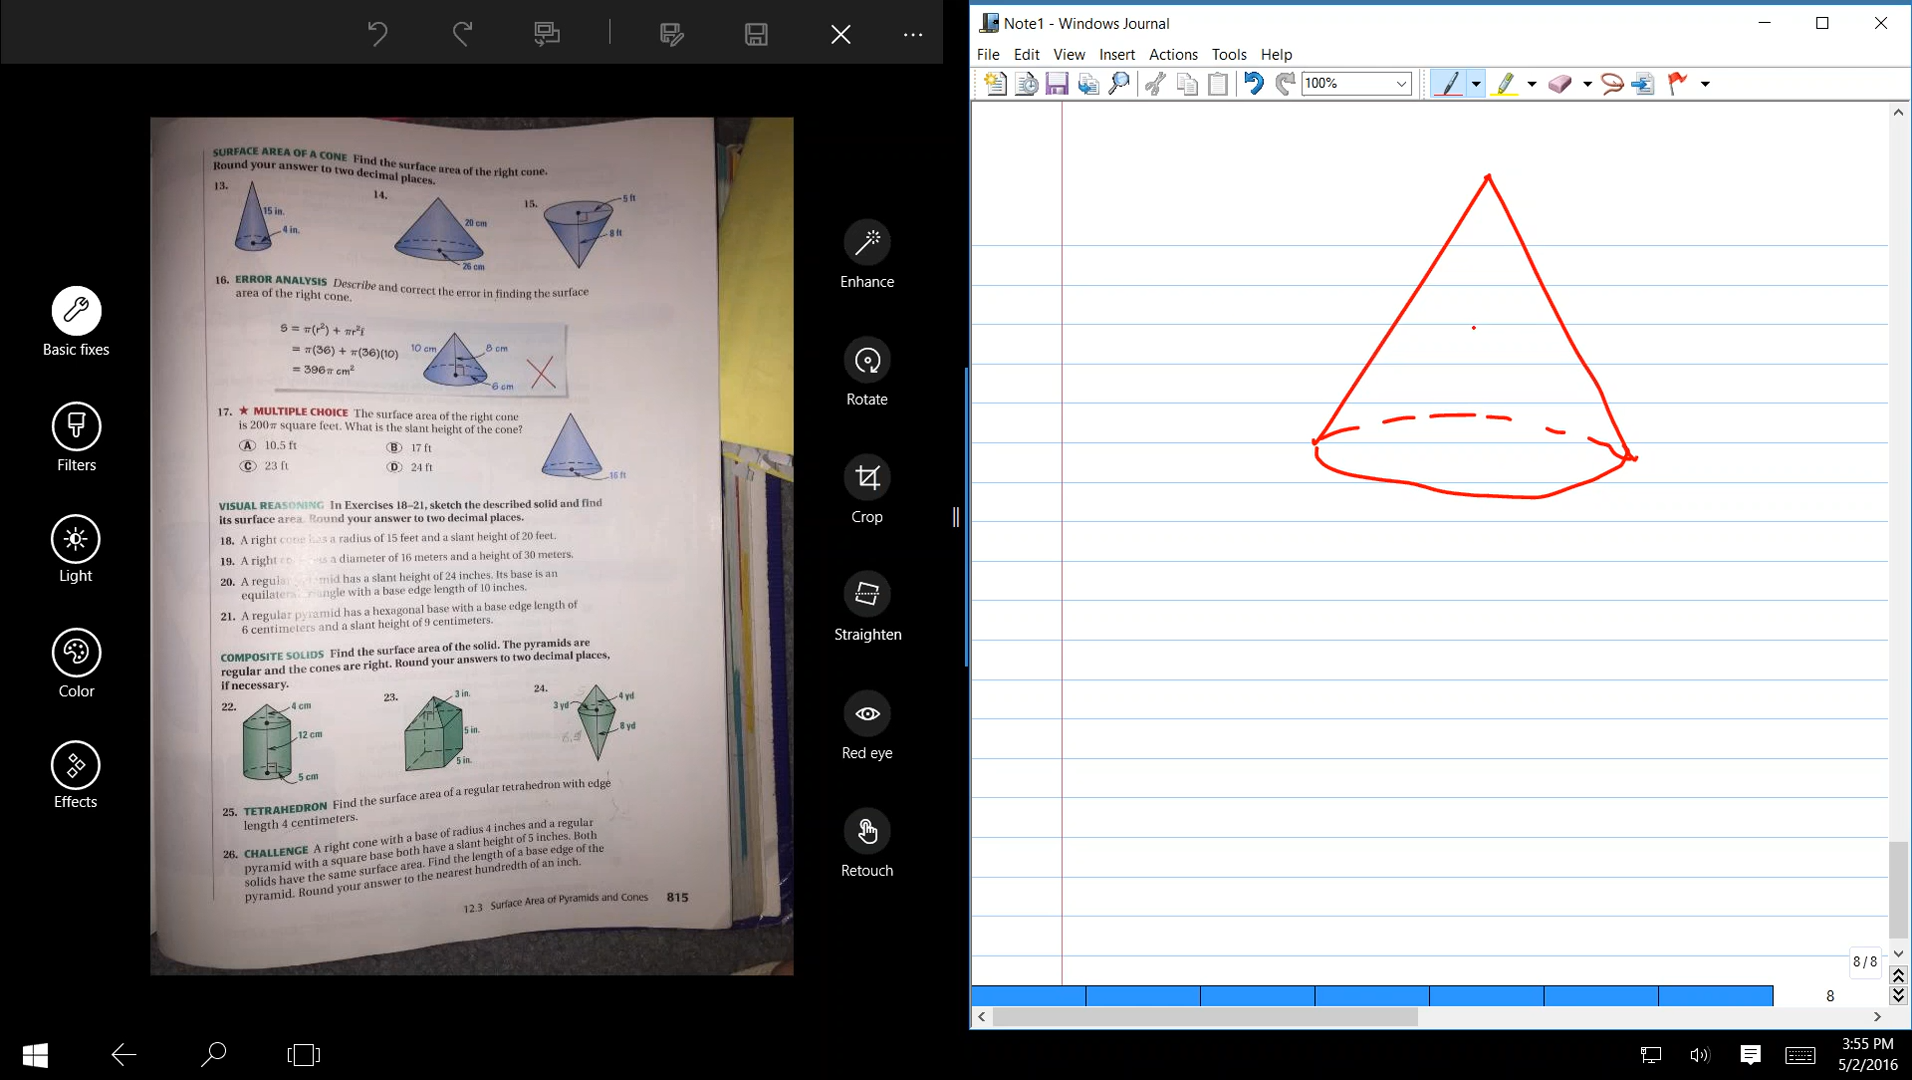 Note1 - Windows Journal
File Edit View Insert Actions Tools Help
100%
Basic fixes
Filters
Light
Color
Effects
SURFACE AREA OF A CONE Find the surface area of the right cone.
Round your answer to two decimal places.
13.
15 in.
4 in.
14.
20 cm
26 cm
15.
5 ft
8 ft
16. ERROR ANALYSIS Describe and correct the error in finding the surface
area of the right cone.
S = π(r²) + πr²ℓ
= π(36) + π(36)(10)
= 396π cm²
10 cm
8 cm
6 cm
17. ★ MULTIPLE CHOICE The surface area of the right cone
is 200π square feet. What is the slant height of the cone?
A 10.5 ft B 17 ft
C 23 ft D 24 ft
16 ft
VISUAL REASONING In Exercises 18–21, sketch the described solid and find
its surface area. Round your answer to two decimal places.
18. A right cone has a radius of 15 feet and a slant height of 20 feet.
19. A right a diameter of 16 meters and a height of 30 meters.
20. A regular pyramid has a slant height of 24 inches. Its base is an
equilateral triangle with a base edge length of 10 inches.
21. A regular pyramid has a hexagonal base with a base edge length of
6 centimeters and a slant height of 9 centimeters.
COMPOSITE SOLIDS Find the surface area of the solid. The pyramids are
regular and the cones are right. Round your answers to two decimal places,
if necessary.
22.
4 cm
12 cm
5 cm
23.
3 in.
5 in.
5 in.
24.
4 yd
3 yd
8 yd
25. TETRAHEDRON Find the surface area of a regular tetrahedron with edge
length 4 centimeters.
26. CHALLENGE A right cone with a base of radius 4 inches and a regular
pyramid with a square base both have a slant height of 5 inches. Both
solids have the same surface area. Find the length of a base edge of the
pyramid. Round your answer to the nearest hundredth of an inch.
12.3 Surface Area of Pyramids and Cones 815
Enhance
Rotate
Crop
Straighten
Red eye
Retouch
8 / 8
8
3:55 PM
5/2/2016